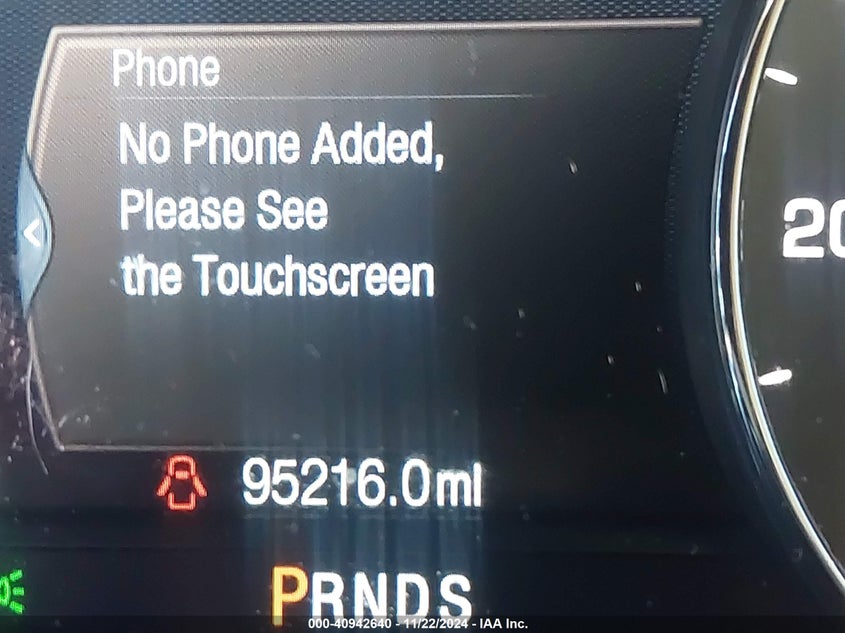 Phone
No Phone Added,
Please See
the Touchscreen
20
95216.0mi
PRNDS
000-40942640 - 11/22/2024 - IAA Inc.